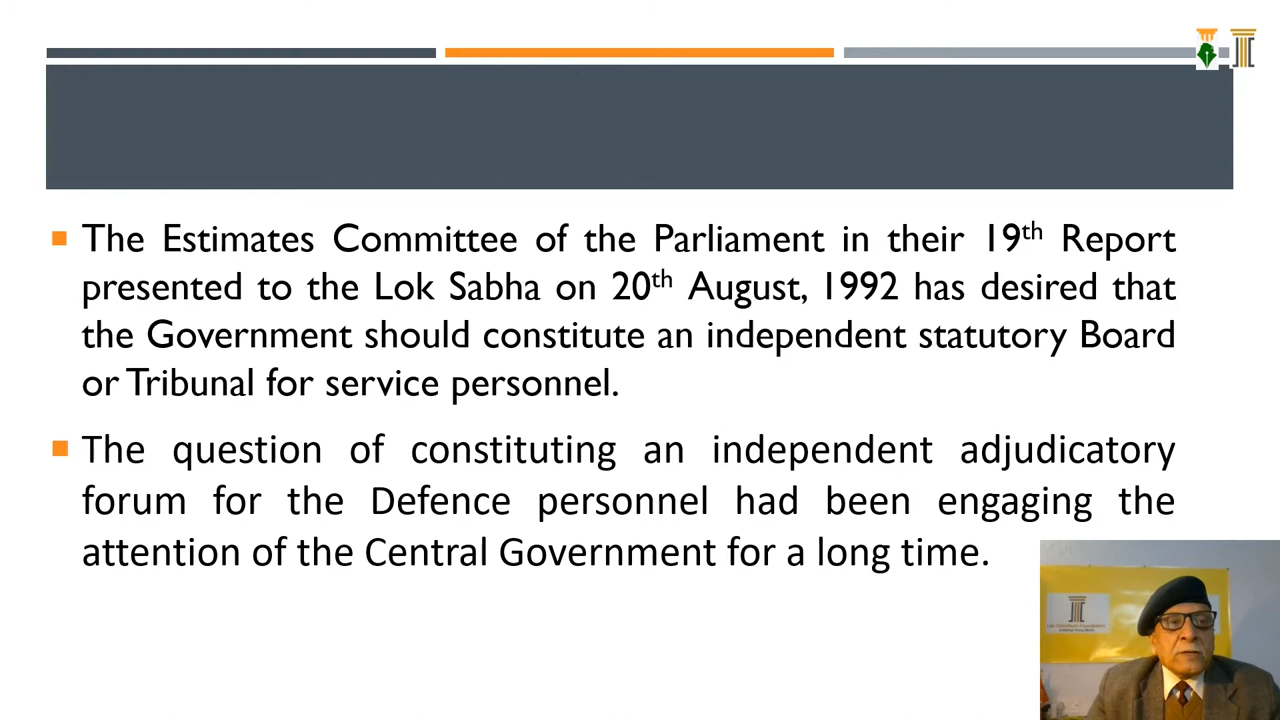 The Estimates Committee of the Parliament in their 19th Report
presented to the Lok Sabha on 20th August, 1992 has desired that
the Government should constitute an independent statutory Board
or Tribunal for service personnel.
The question of constituting an independent adjudicatory
forum for the Defence personnel had been engaging the
attention of the Central Government for a long time.